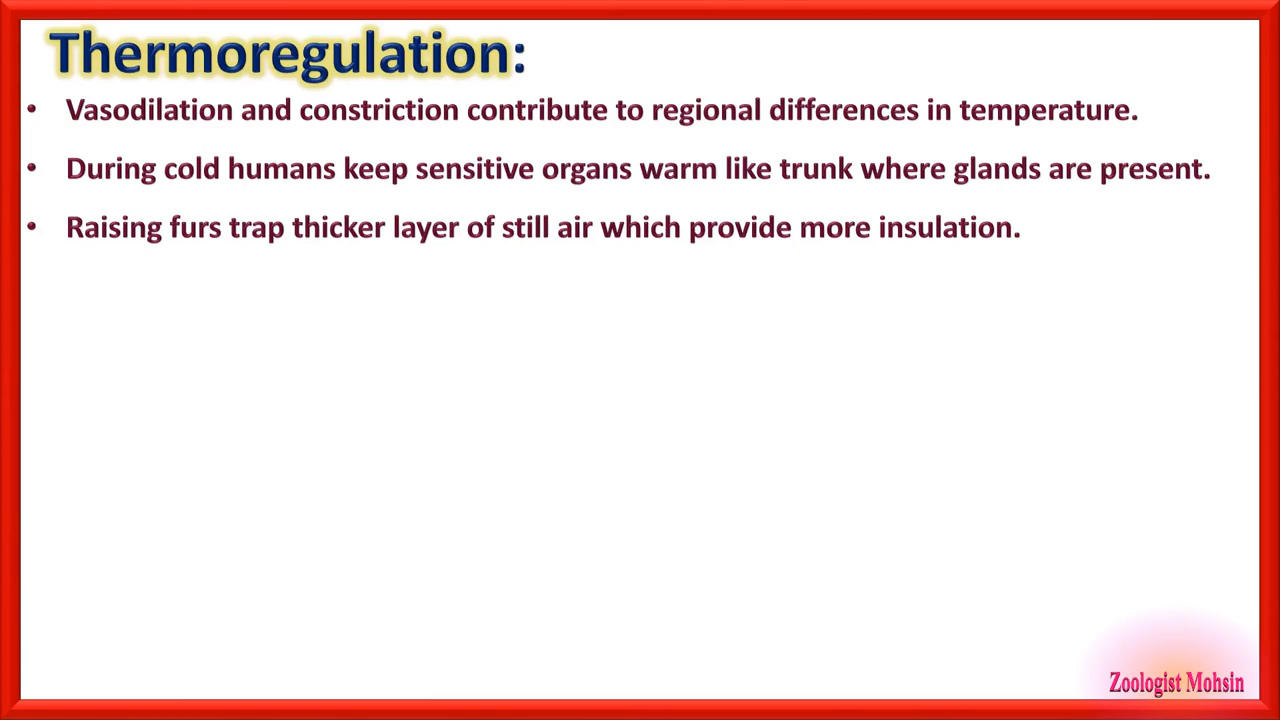 Thermoregulation:
• Vasodilation and constriction contribute to regional differences in temperature.
• During cold humans keep sensitive organs warm like trunk where glands are present.
• Raising furs trap thicker layer of still air which provide more insulation.
Zoologist Mohsin